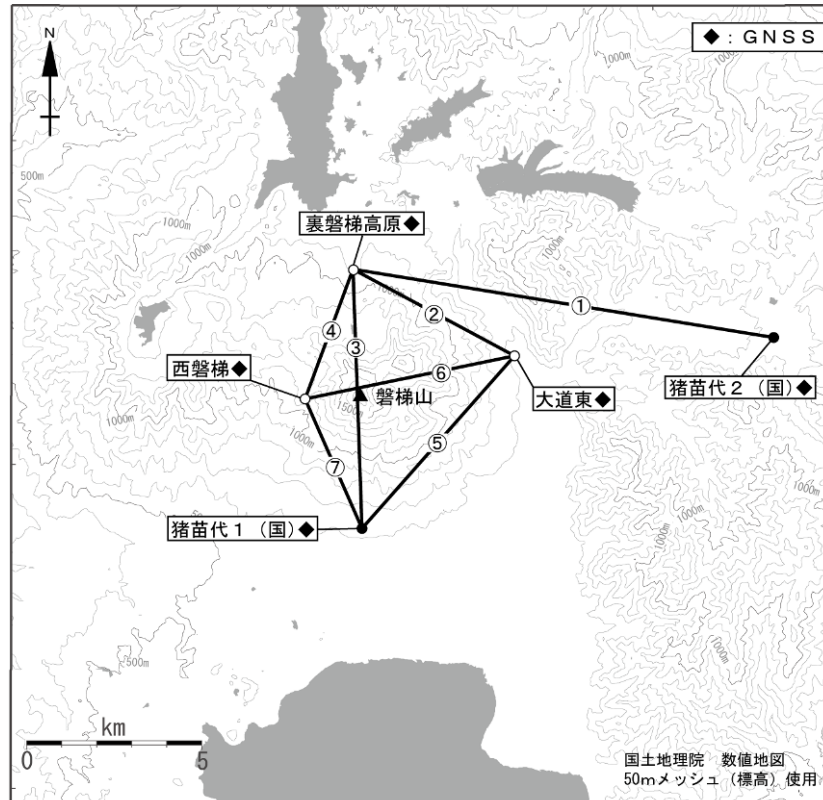 N
◆：ＧＮＳＳ
1000m
500m
1000m
1000m
裏磐梯高原◆
1000m
1000m
①
②
④
③
西磐梯◆
⑥
磐梯山
大道東◆
猪苗代２（国）◆
1500m
1000m
1000m
1000m
⑤
⑦
猪苗代１（国）◆
1000m
1000m
500m
km
0
5
国土地理院　数値地図
50mメッシュ（標高）使用